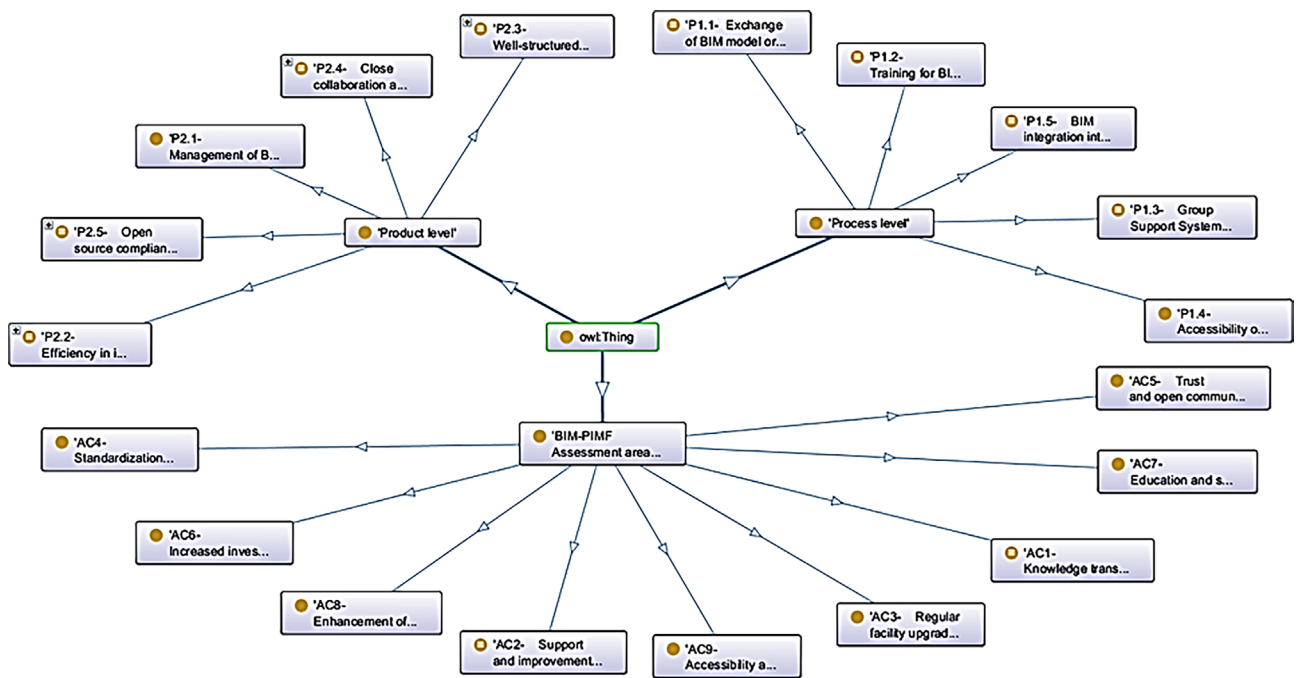 'P2.3-
Well-structured...
'P1.1-  Exchange
of BIM model or...
'P2.4-  Close
collaboration a...
'P1.2-
Training for BI...
'P2.1-
Management of B...
'P1.5-  BIM
integration int...
'P2.5-  Open
source complian...
'Product level'
'Process level'
'P1.3-  Group
Support System...
'P2.2-
Efficiency in i...
owl:Thing
'P1.4-
Accessibility o...
'AC5-  Trust
and open commun...
'AC4-
Standardization...
'BIM-PIMF
Assessment area...
'AC7-
Education and s...
'AC6-
Increased inves...
'AC1-
Knowledge trans...
'AC8-
Enhancement of...
'AC2-  Support
and improvement...
'AC9-
Accessibility a...
'AC3-  Regular
facility upgrad...